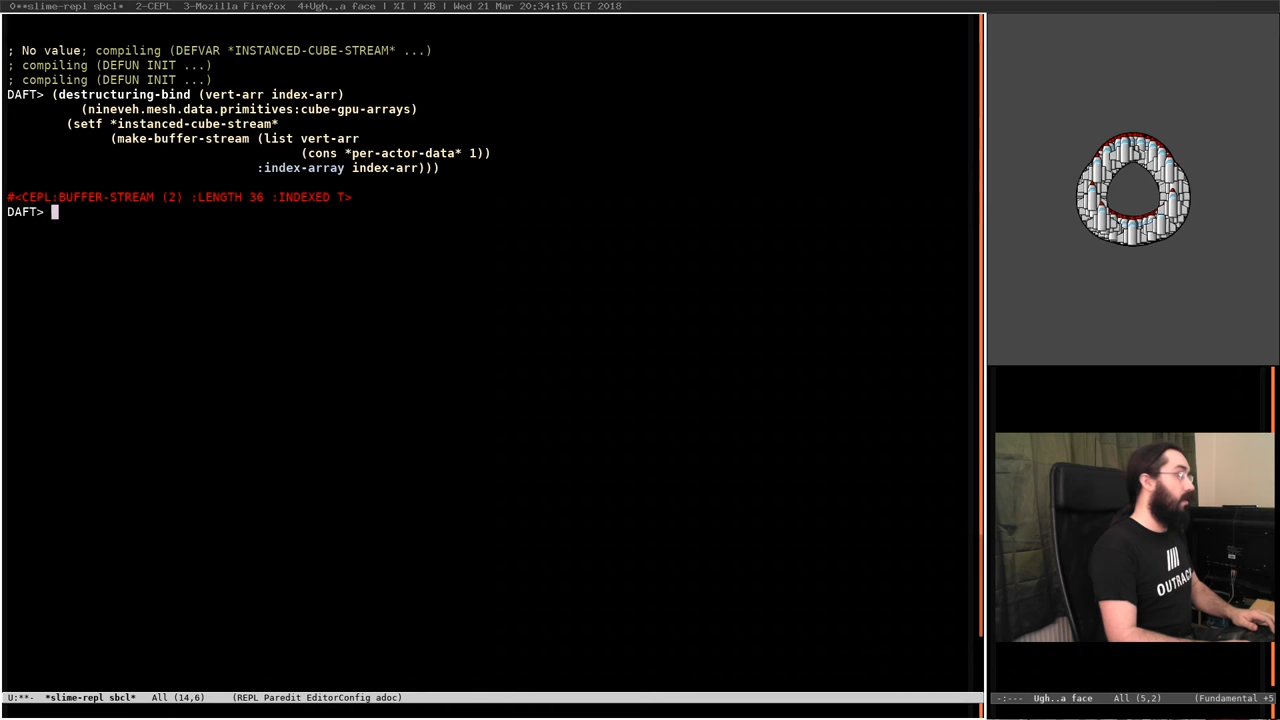 0**slime-repl sbcl* 2-CEPL 3-Mozilla Firefox 4+Ugh..a face | %I | %B | Wed 21 Mar 20:34:15 CET 2018
; No value; compiling (DEFVAR *INSTANCED-CUBE-STREAM* ...)
; compiling (DEFUN INIT ...)
; compiling (DEFUN INIT ...)
DAFT> (destructuring-bind (vert-arr index-arr)
(nineveh.mesh.data.primitives:cube-gpu-arrays)
(setf *instanced-cube-stream*
(make-buffer-stream (list vert-arr
(cons *per-actor-data* 1))
:index-array index-arr)))
#<CEPL:BUFFER-STREAM (2) :LENGTH 36 :INDEXED T>
DAFT>
OUTRAC
U:**- *slime-repl sbcl* All (14,6) (REPL Paredit EditorConfig adoc)
-:--- Ugh..a face All (5,2) (Fundamental +5